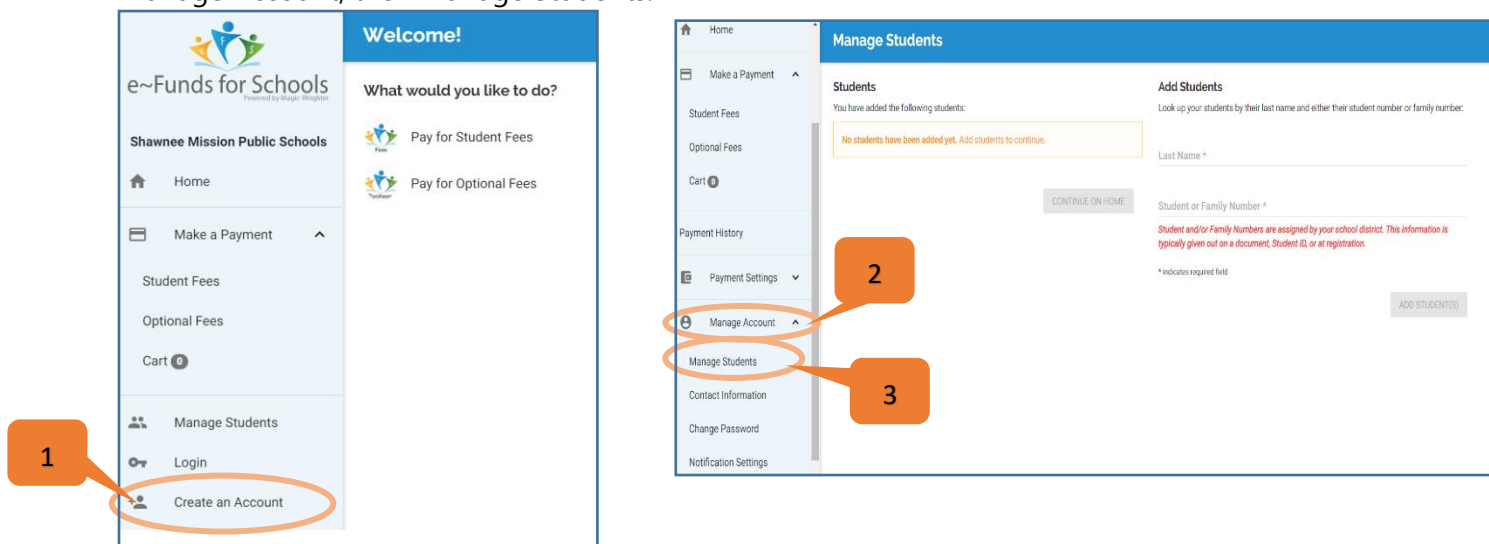 e~Funds for Schools
Powered by Magic-Wrighter
Shawnee Mission Public Schools
Home
Make a Payment
Student Fees
Optional Fees
Cart 0
Manage Students
Login
Create an Account
1
Welcome!
What would you like to do?
Pay for Student Fees
Pay for Optional Fees
Home
Make a Payment
Student Fees
Optional Fees
Cart 0
Payment History
Payment Settings
Manage Account
Manage Students
Contact Information
Change Password
Notification Settings
2
3
Manage Students
Students
You have added the following students:
No students have been added yet. Add students to continue.
CONTINUE ON HOME
Add Students
Look up your students by their last name and either their student number or family number:
Last Name *
Student or Family Number *
Student and/or Family Numbers are assigned by your school district. This information is
typically given out on a document, Student ID, or at registration.
* indicates required field
ADD STUDENT(S)